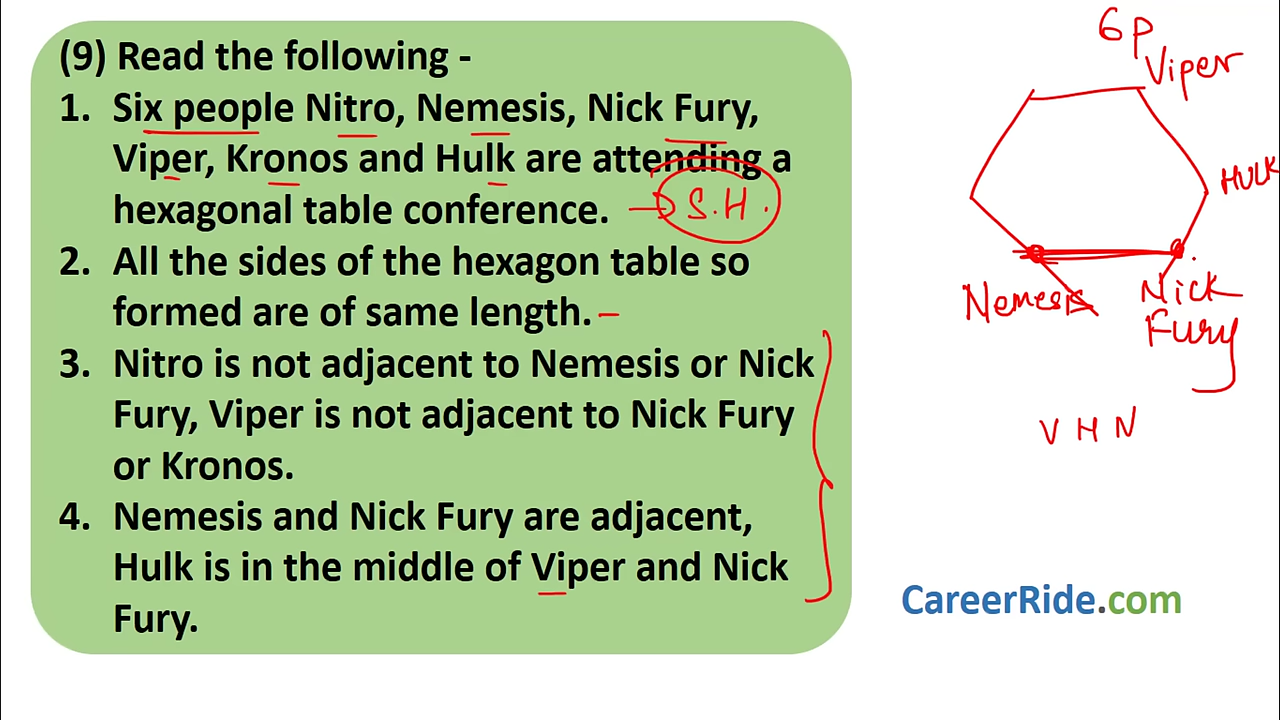 (9) Read the following -
1. Six people Nitro, Nemesis, Nick Fury,
Viper, Kronos and Hulk are attending a
hexagonal table conference.
S.H.
2. All the sides of the hexagon table so
formed are of same length.
3. Nitro is not adjacent to Nemesis or Nick
Fury, Viper is not adjacent to Nick Fury
or Kronos.
4. Nemesis and Nick Fury are adjacent,
Hulk is in the middle of Viper and Nick
Fury.
6P
Viper
HULK
Nemesis
Nick
Fury
V H N
CareerRide.com